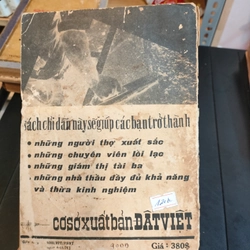 sách chỉ dẫn này sẽ giúp các bạn trở thành
• những người thợ xuất sắc
• những chuyên viên lỗi lạc
• những giám thị tài ba
• những nhà thầu đầy đủ khả năng
và thừa kinh nghiệm
cơ sở xuất bản ĐẤT VIỆT
Giá : 380$